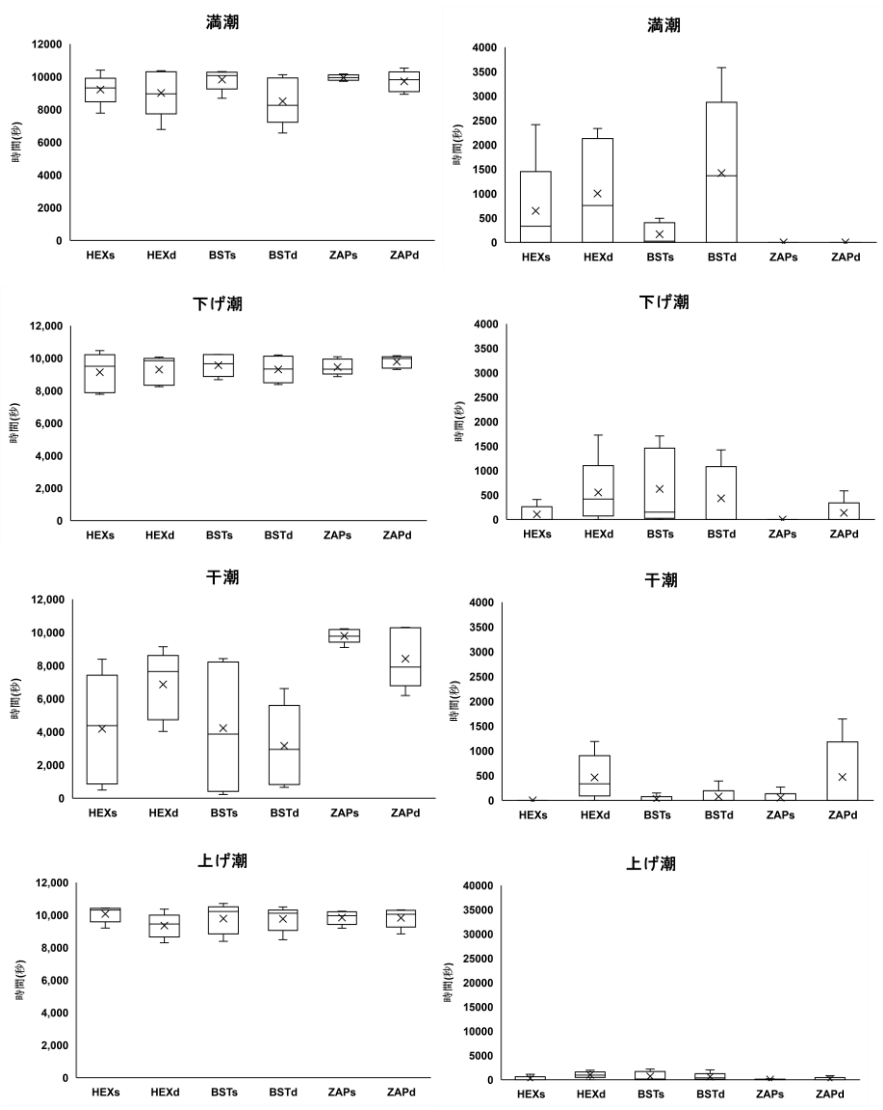 満潮
時間(秒)
12000
10000
8000
6000
4000
2000
0
HEXs HEXd BSTs BSTd ZAPs ZAPd
満潮
時間(秒)
4000
3500
3000
2500
2000
1500
1000
500
0
HEXs HEXd BSTs BSTd ZAPs ZAPd
下げ潮
時間(秒)
12,000
10,000
8,000
6,000
4,000
2,000
0
HEXs HEXd BSTs BSTd ZAPs ZAPd
下げ潮
時間(秒)
4000
3500
3000
2500
2000
1500
1000
500
0
HEXs HEXd BSTs BSTd ZAPs ZAPd
干潮
時間(秒)
12,000
10,000
8,000
6,000
4,000
2,000
0
HEXs HEXd BSTs BSTd ZAPs ZAPd
干潮
時間(秒)
4000
3500
3000
2500
2000
1500
1000
500
0
HEXs HEXd BSTs BSTd ZAPs ZAPd
上げ潮
時間(秒)
12,000
10,000
8,000
6,000
4,000
2,000
0
HEXs HEXd BSTs BSTd ZAPs ZAPd
上げ潮
時間(秒)
40000
35000
30000
25000
20000
15000
10000
5000
0
HEXs HEXd BSTs BSTd ZAPs ZAPd